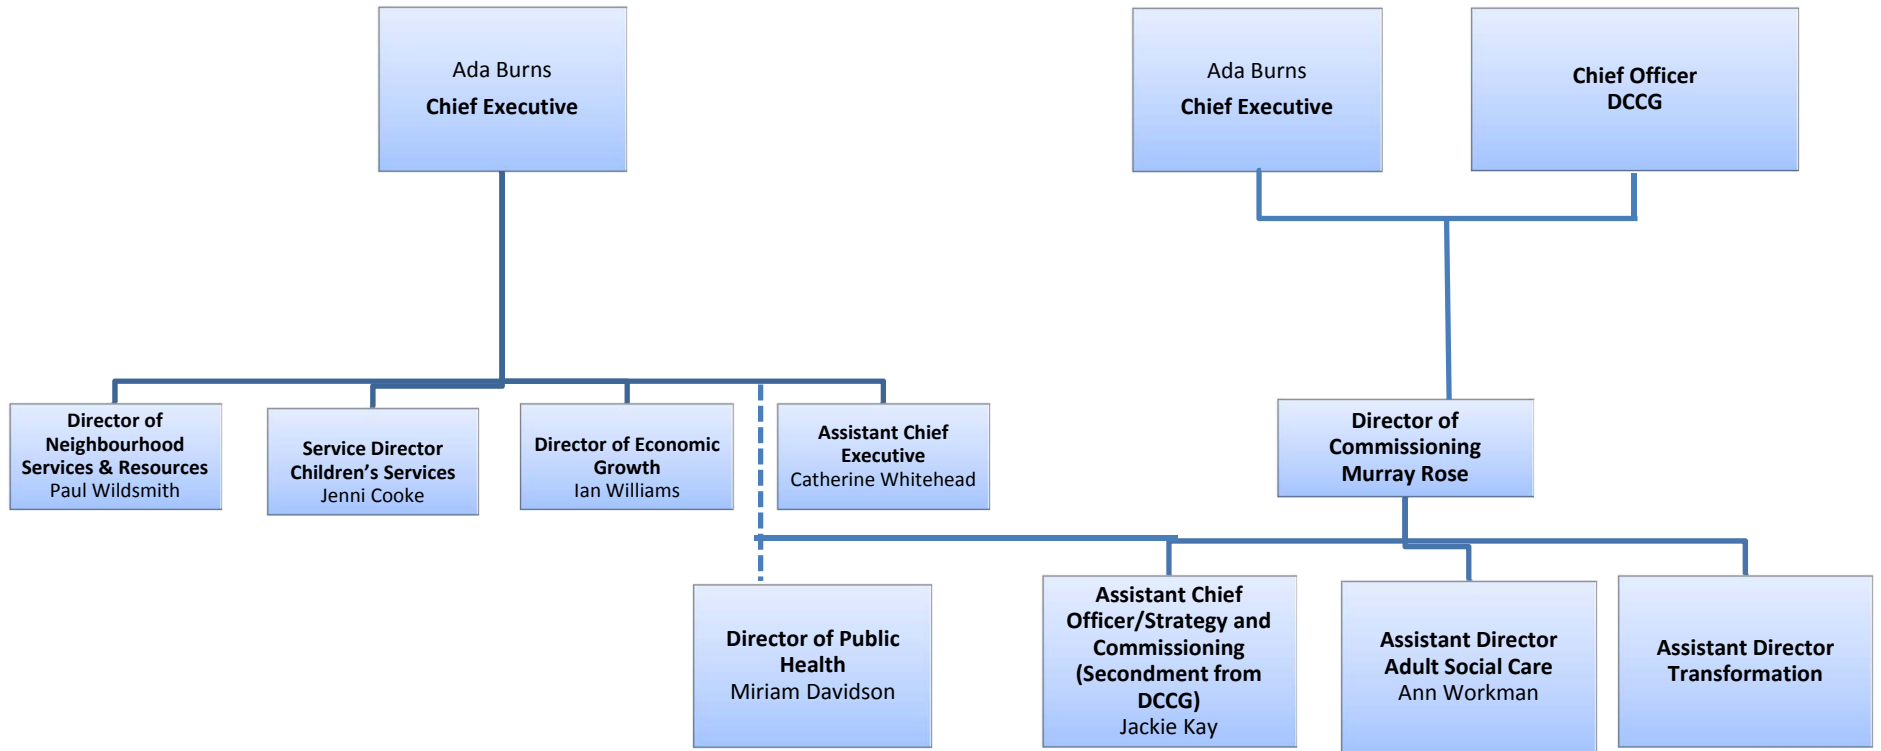 Ada Burns
Chief Executive
Ada Burns
Chief Executive
Chief Officer
DCCG
Director of
Neighbourhood
Services & Resources
Paul Wildsmith
Service Director
Children’s Services
Jenni Cooke
Director of Economic
Growth
Ian Williams
Assistant Chief
Executive
Catherine Whitehead
Director of
Commissioning
Murray Rose
Director of Public
Health
Miriam Davidson
Assistant Chief
Officer/Strategy and
Commissioning
(Secondment from
DCCG)
Jackie Kay
Assistant Director
Adult Social Care
Ann Workman
Assistant Director
Transformation